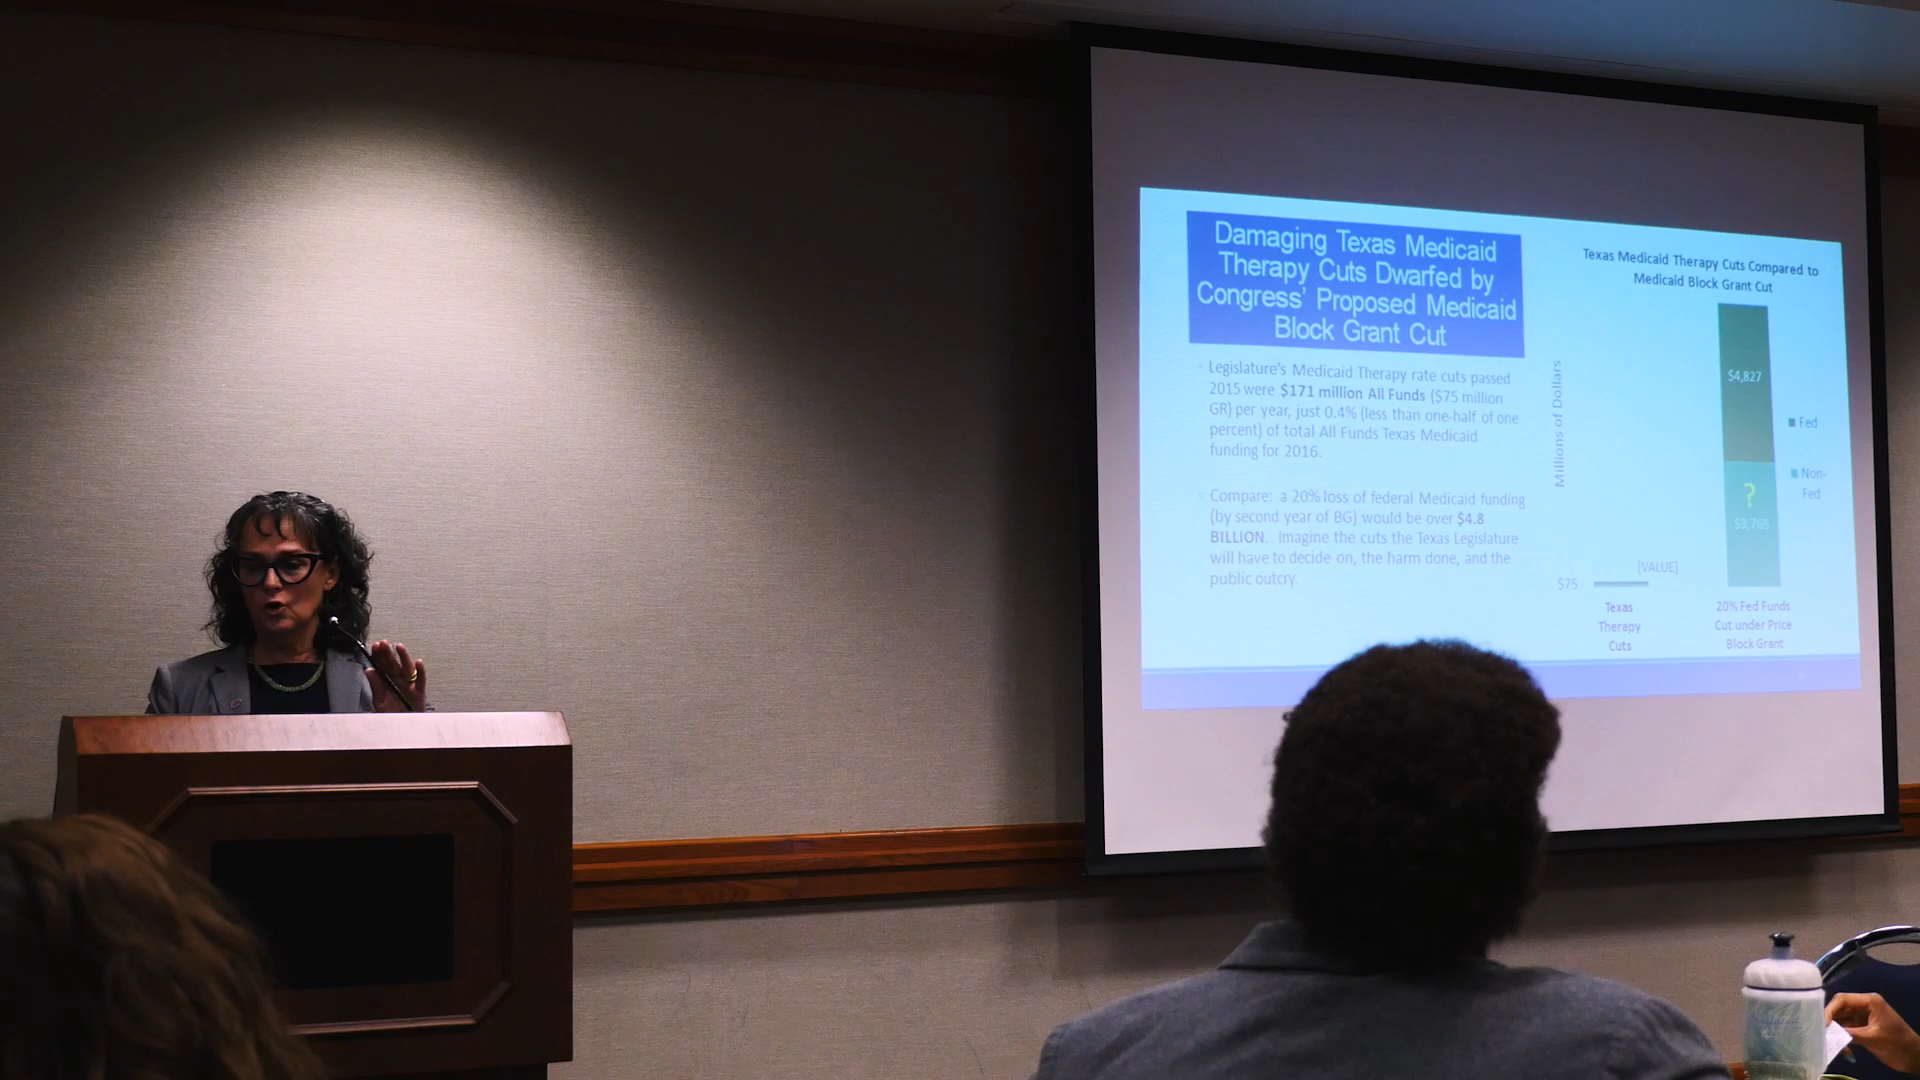 Damaging Texas Medicaid
Therapy Cuts Dwarfed by
Congress' Proposed Medicaid
Block Grant Cut
Legislature's Medicaid Therapy rate cuts passed
2015 were $171 million All Funds ($75 million
GR) per year, just 0.4% (less than one-half of one
percent) of total All Funds Texas Medicaid
funding for 2016.
Compare: a 20% loss of federal Medicaid funding
(by second year of BG) would be over $4.8
BILLION. Imagine the cuts the Texas Legislature
will have to decide on, the harm done, and the
public outcry.
Texas Medicaid Therapy Cuts Compared to
Medicaid Block Grant Cut
Millions of Dollars
$4,827
Fed
?
$3,765
Non-
Fed
[VALUE]
$75
Texas
Therapy
Cuts
20% Fed Funds
Cut under Price
Block Grant